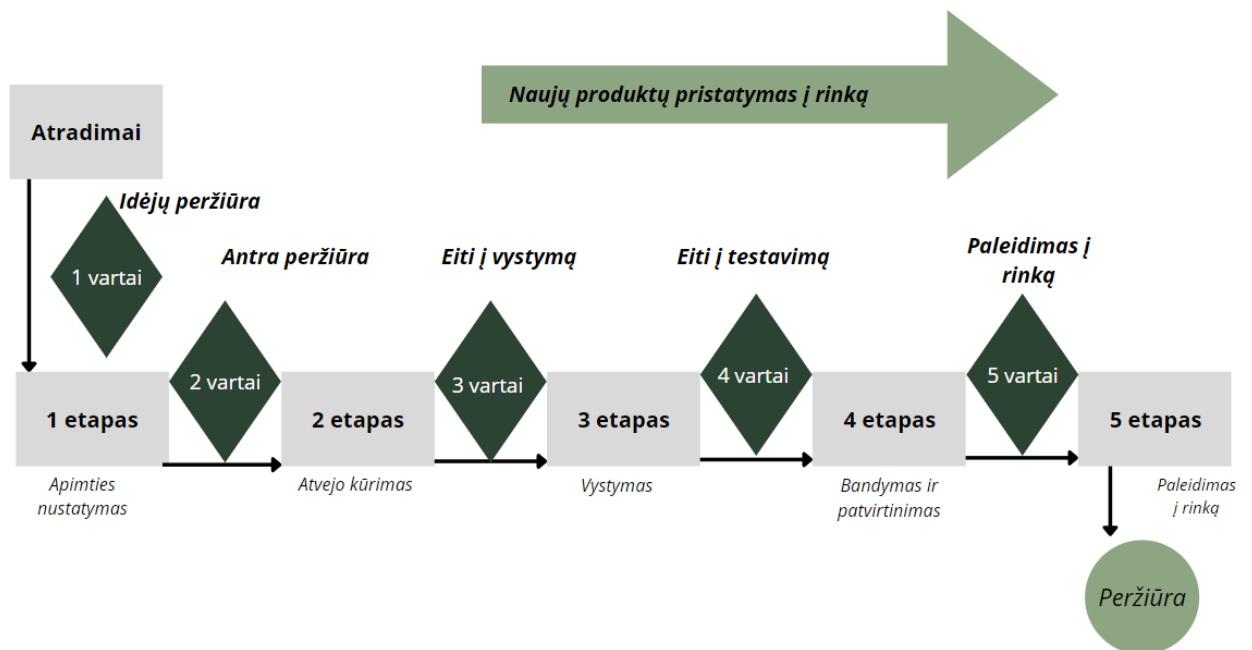 Naujų produktų pristatymas į rinką
Atradimai
Idėjų peržiūra
1 vartai
Antra peržiūra
Eiti į vystymą
Eiti į testavimą
Paleidimas į
rinką
2 vartai
3 vartai
4 vartai
5 vartai
1 etapas
2 etapas
3 etapas
4 etapas
5 etapas
Apimties
nustatymas
Atvejo kūrimas
Vystymas
Bandymas ir
patvirtinimas
Paleidimas
į rinką
Peržiūra